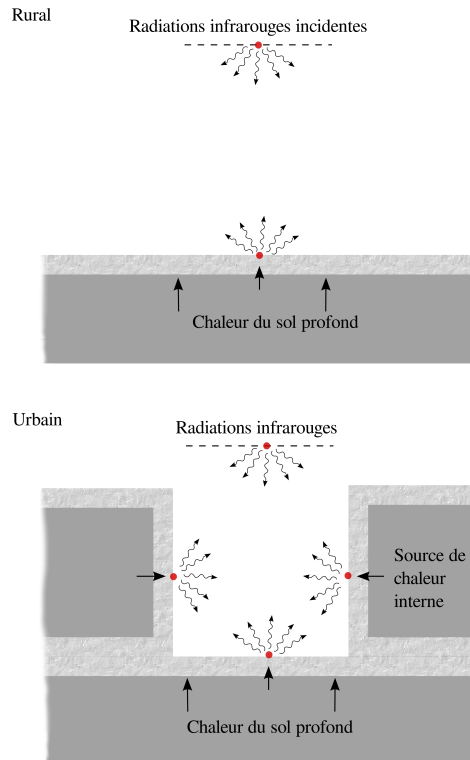 Rural
Radiations infrarouges incidentes
Chaleur du sol profond
Urbain
Radiations infrarouges
Source de
chaleur
interne
Chaleur du sol profond